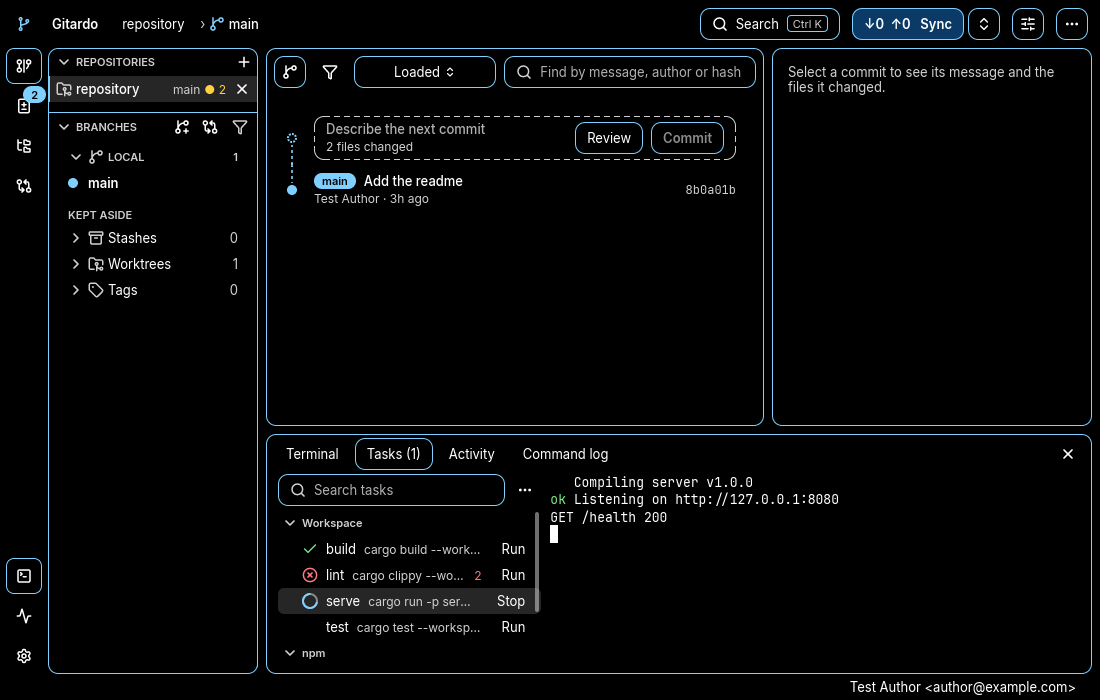 Gitardo repository › main Search Ctrl K ↓0 ↑0 Sync
REPOSITORIES
repository main 2
2
BRANCHES
LOCAL 1
main
KEPT ASIDE
Stashes 0
Worktrees 1
Tags 0
Loaded Find by message, author or hash
Describe the next commit
2 files changed
Review Commit
main Add the readme
Test Author · 3h ago
8b0a01b
Select a commit to see its message and the
files it changed.
Terminal Tasks (1) Activity Command log
Search tasks
Workspace
build cargo build --work... Run
lint cargo clippy --wo... 2 Run
serve cargo run -p ser... Stop
test cargo test --worksp... Run
npm
Compiling server v1.0.0
ok Listening on http://127.0.0.1:8080
GET /health 200
Test Author <author@example.com>